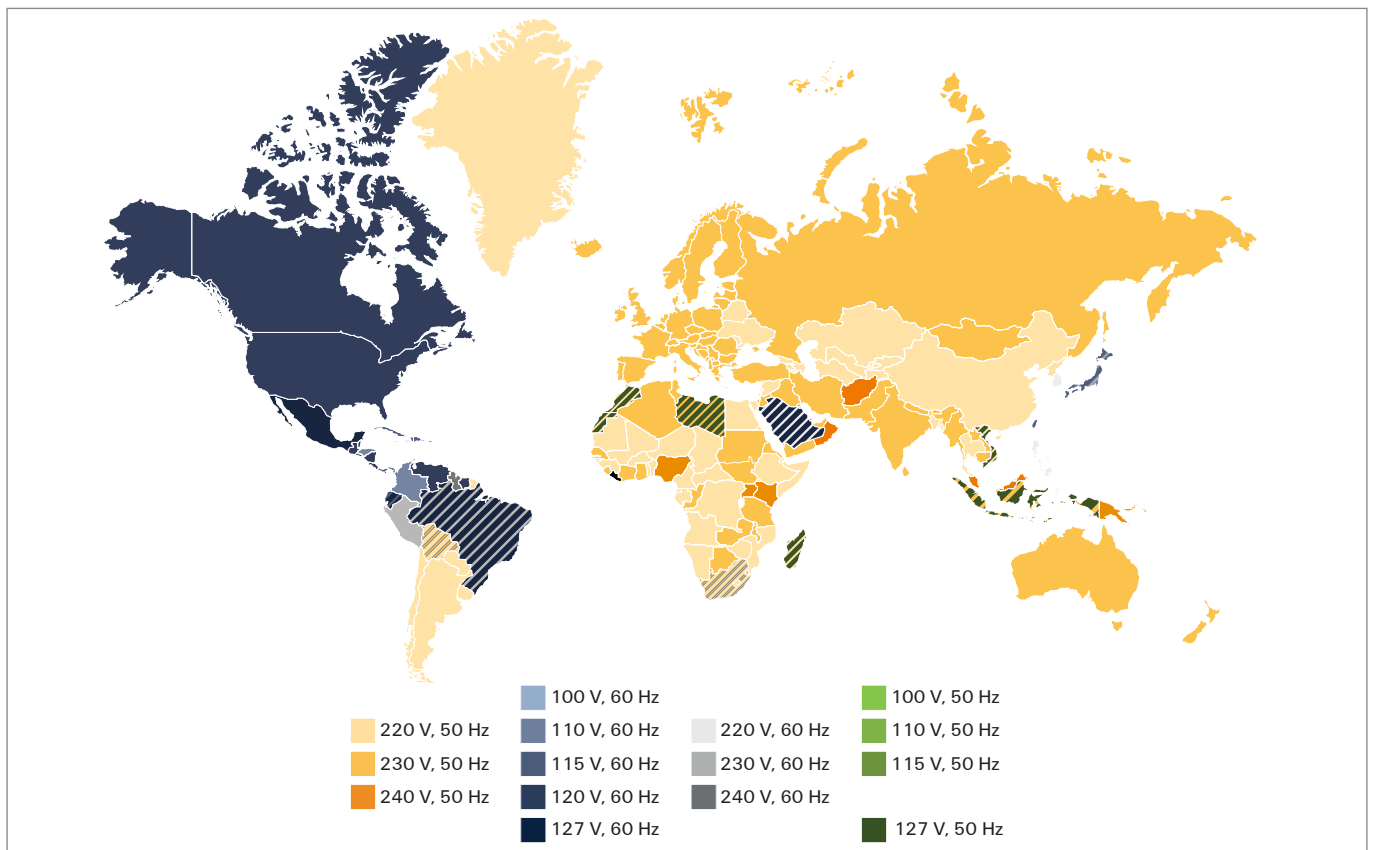 100 V, 60 Hz
100 V, 50 Hz
220 V, 50 Hz
110 V, 60 Hz
220 V, 60 Hz
110 V, 50 Hz
230 V, 50 Hz
115 V, 60 Hz
230 V, 60 Hz
115 V, 50 Hz
240 V, 50 Hz
120 V, 60 Hz
240 V, 60 Hz
127 V, 60 Hz
127 V, 50 Hz